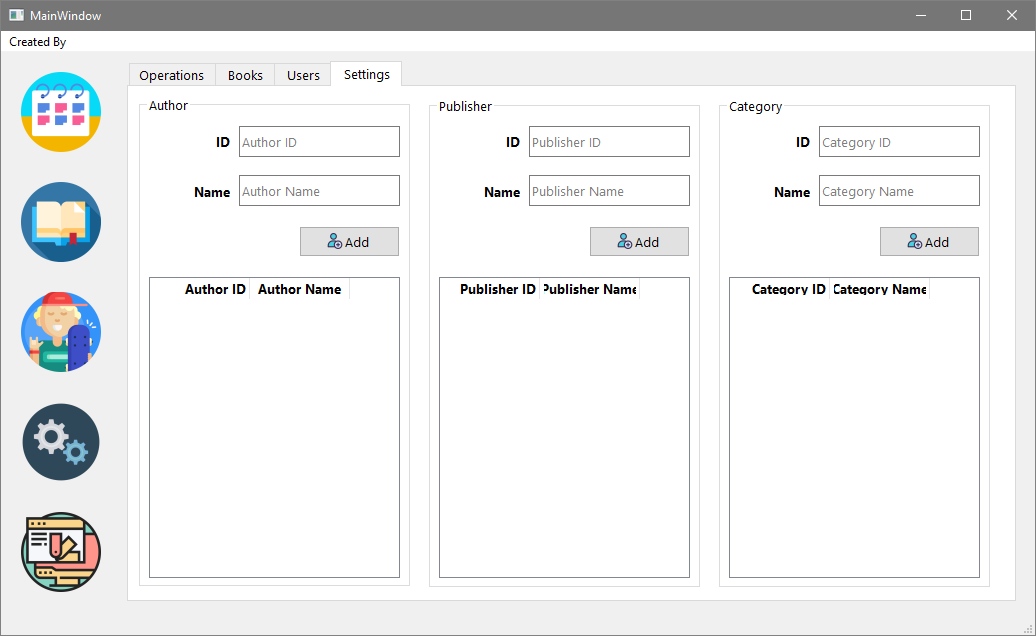 MainWindow
Created By
Operations Books Users Settings
Author
ID Author ID
Name Author Name
Add
Author ID Author Name
Publisher
ID Publisher ID
Name Publisher Name
Add
Publisher ID Publisher Name
Category
ID Category ID
Name Category Name
Add
Category ID Category Name